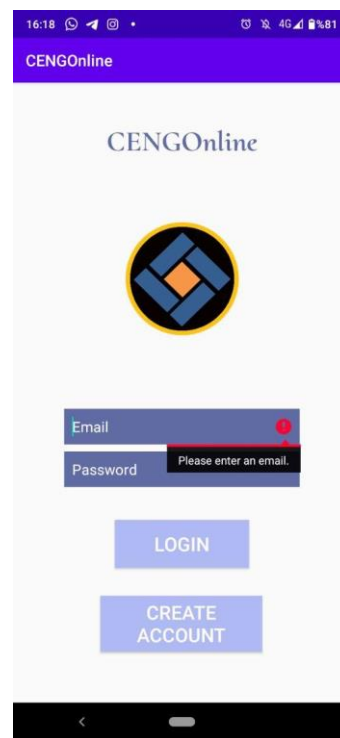 16:18 4G %81
CENGOnline
CENGOnline
Email
Please enter an email.
Password
LOGIN
CREATE
ACCOUNT